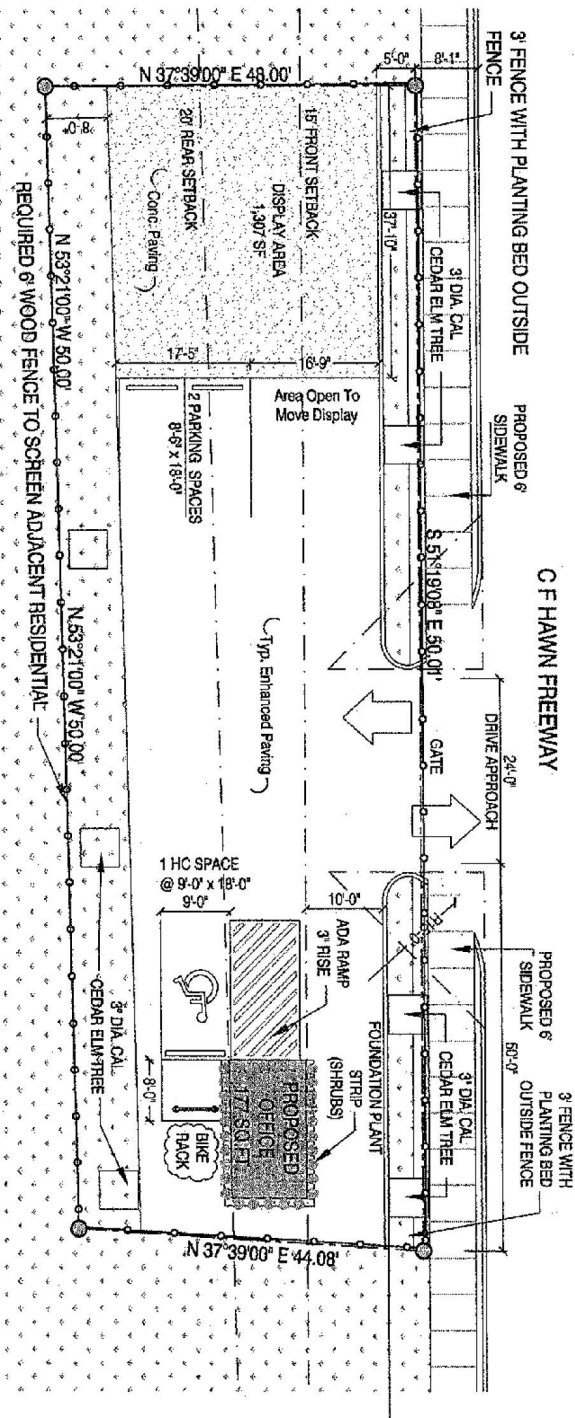 C F HAWN FREEWAY
3' FENCE WITH PLANTING BED OUTSIDE
FENCE
8'-1"
5'-0"
N 37°39'00" E 48.00'
8'-0"
15' FRONT SETBACK
DISPLAY AREA
1,307 SF
20' REAR SETBACK
Conc. Paving
37'-10"
3" DIA. CAL
CEDAR ELM TREE
PROPOSED 6'
SIDEWALK
17'-5"
16'-9"
Area Open To
Move Display
2 PARKING SPACES
8'-6" x 18'-0"
S 51°19'08" E 50.01'
24'-0"
DRIVE APPROACH
GATE
Typ. Enhanced Paving
N 53°21'00" W 50.00'
N 53°21'00" W 50.00'
REQUIRED 6' WOOD FENCE TO SCREEN ADJACENT RESIDENTIAL
1 HC SPACE
@ 9'-0" x 18'-0"
9'-0"
10'-0"
ADA RAMP
3" RISE
PROPOSED 6'
SIDEWALK
50'-0"
3' FENCE WITH
PLANTING BED
OUTSIDE FENCE
3" DIA. CAL
CEDAR ELM TREE
FOUNDATION PLANT
STRIP
(SHRUBS)
PROPOSED
OFFICE
177 SQ FT
8'-0"
BIKE
RACK
3" DIA. CAL
CEDAR ELM TREE
N 37°39'00" E 44.08'